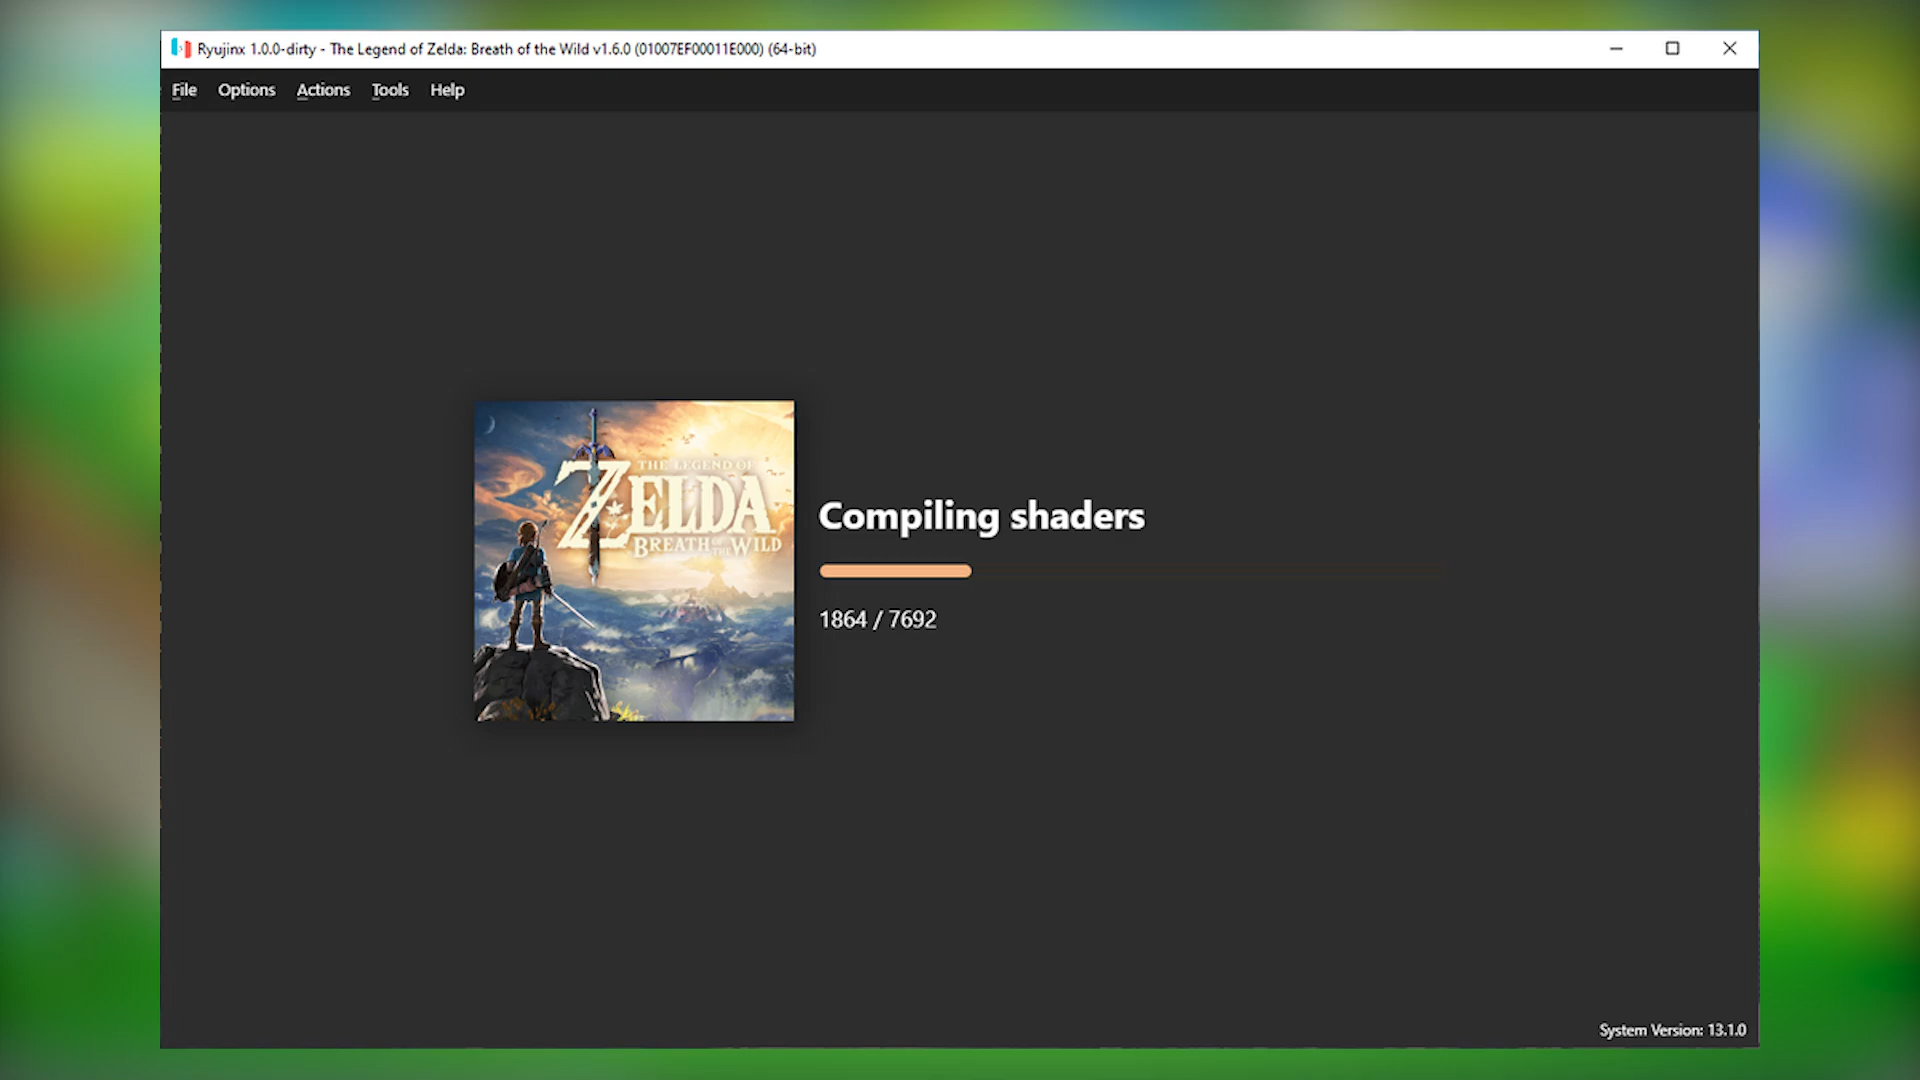 Ryujinx 1.0.0-dirty - The Legend of Zelda: Breath of the Wild v1.6.0 (01007EF00011E000) (64-bit)
File Options Actions Tools Help
THE LEGEND OF
ZELDA
BREATH OF THE WILD
Compiling shaders
1864 / 7692
System Version: 13.1.0